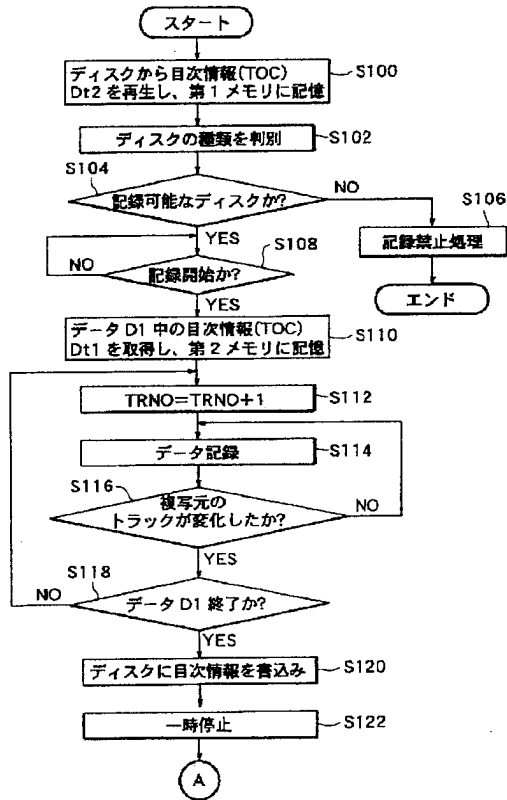 スタート
ディスクから目次情報(TOC)
Dt2を再生し、第1メモリに記憶
S100
ディスクの種類を判別
S102
S104
記録可能なディスクか?
NO
S106
記録禁止処理
エンド
YES
S108
記録開始か?
NO
YES
データD1中の目次情報(TOC)
Dt1を取得し、第2メモリに記憶
S110
TRNO=TRNO+1
S112
データ記録
S114
S116
複写元の
トラックが変化したか?
NO
YES
S118
NO
データD1終了か?
YES
ディスクに目次情報を書込み
S120
一時停止
S122
A